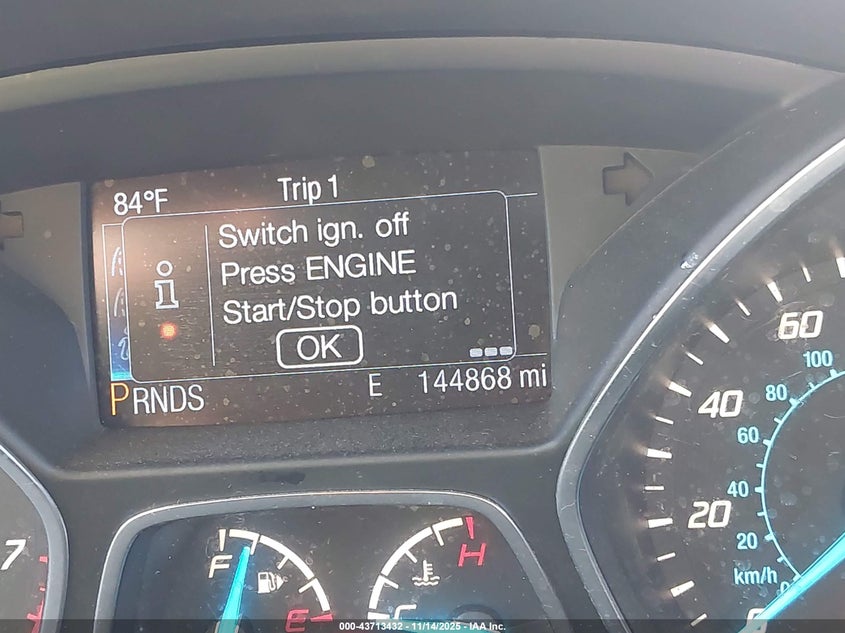 84°F Trip 1
Switch ign. off
Press ENGINE
Start/Stop button
OK
PRNDS E 144868 mi
60
100
40 80
60
20 40
20
km/h
0
7
F E
H C
000-43713432 - 11/14/2025 - IAA Inc.